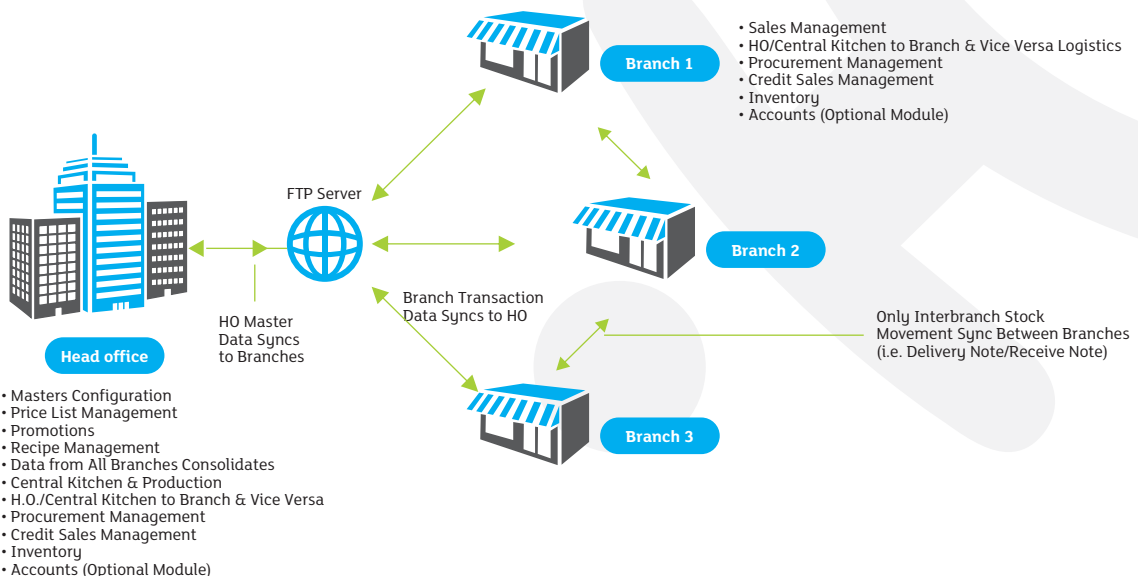 Branch 1
• Sales Management
• HO/Central Kitchen to Branch & Vice Versa Logistics
• Procurement Management
• Credit Sales Management
• Inventory
• Accounts (Optional Module)
FTP Server
Branch 2
Branch Transaction
Data Syncs to HO
HO Master
Data Syncs
to Branches
Only Interbranch Stock
Movement Sync Between Branches
(i.e. Delivery Note/Receive Note)
Head office
• Masters Configuration
• Price List Management
• Promotions
• Recipe Management
• Data from All Branches Consolidates
• Central Kitchen & Production
• H.O./Central Kitchen to Branch & Vice Versa
• Procurement Management
• Credit Sales Management
• Inventory
• Accounts (Optional Module)
Branch 3